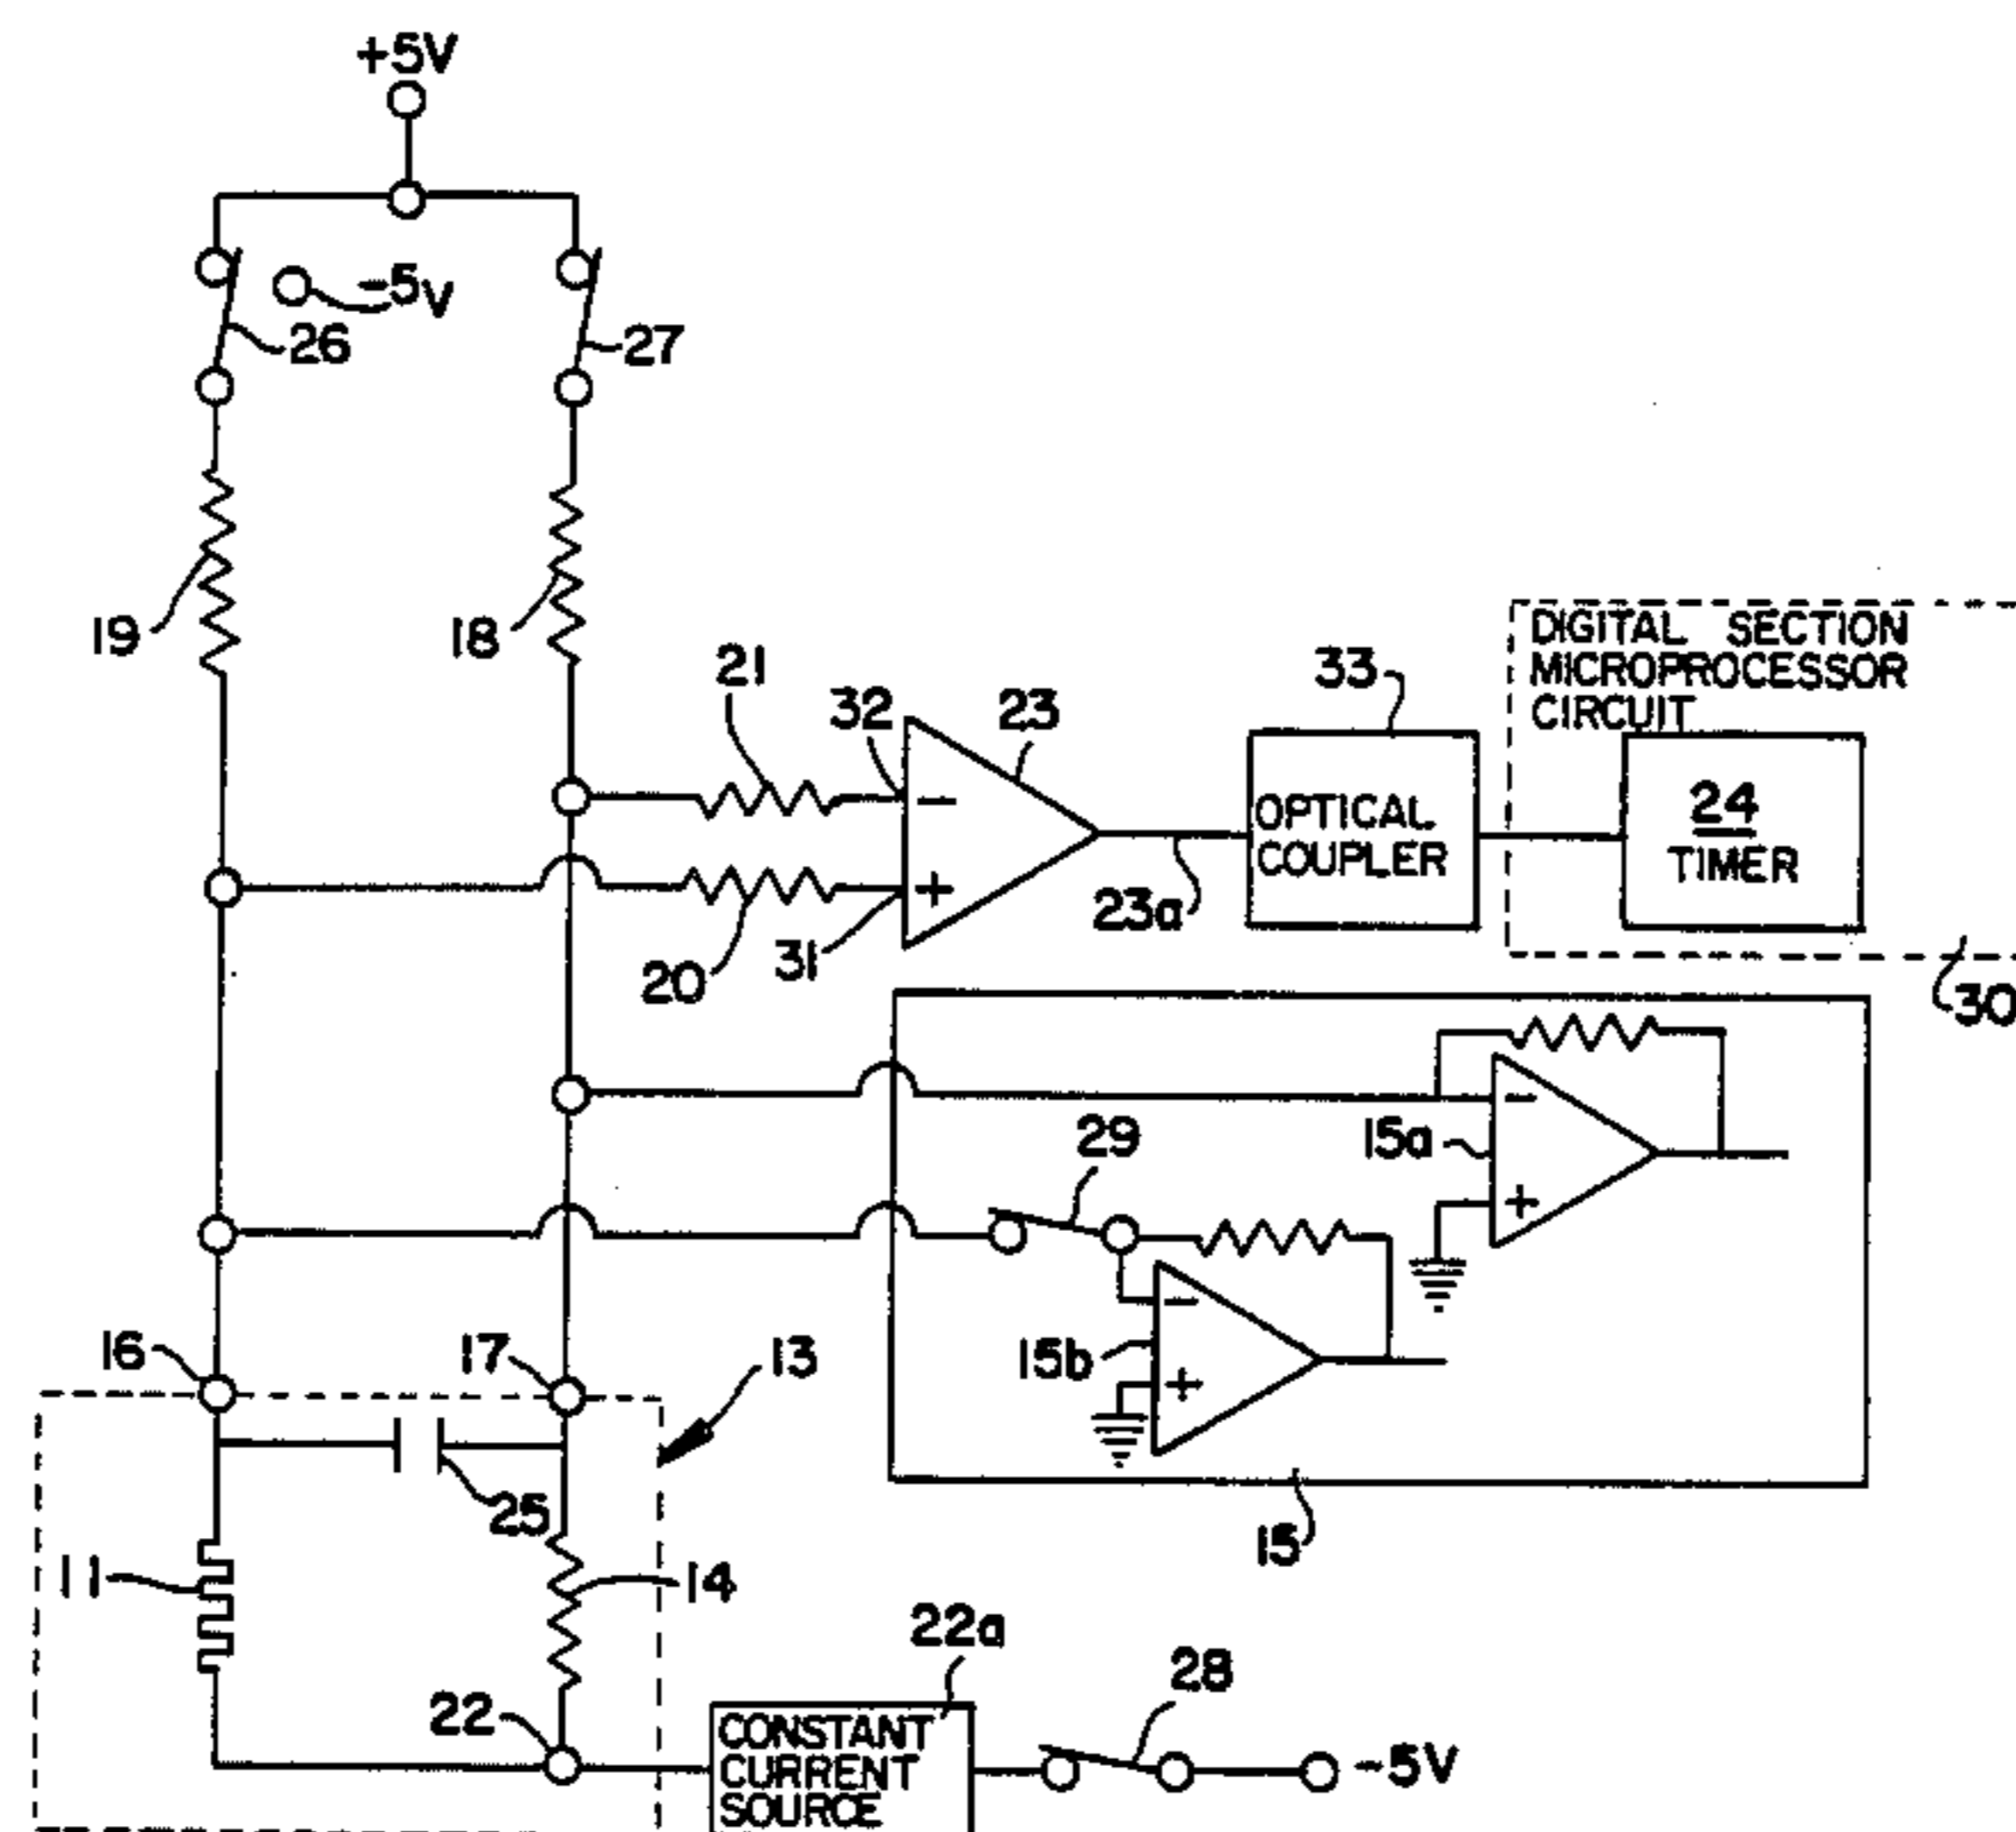 +5V
-5V
26
27
19
18
21
32
23
33
DIGITAL SECTION
MICROPROCESSOR
CIRCUIT
24
TIMER
OPTICAL
COUPLER
23a
31
20
30
29
15a
15b
16
17
13
25
15
11
14
22a
28
22
CONSTANT
CURRENT
SOURCE
-5V
-
+
-
+
-
+